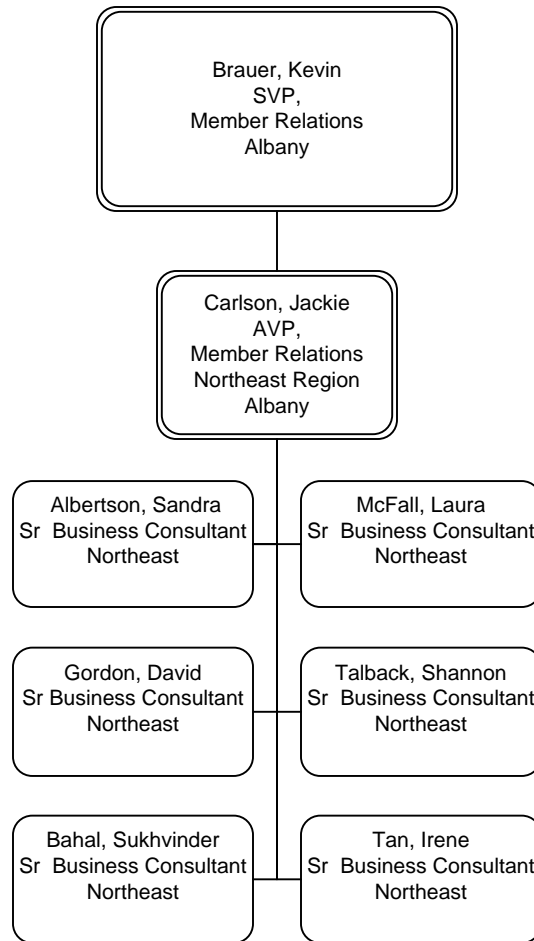 Brauer, Kevin
SVP,
Member Relations
Albany
Carlson, Jackie
AVP,
Member Relations
Northeast Region
Albany
Albertson, Sandra
Sr Business Consultant
Northeast
McFall, Laura
Sr Business Consultant
Northeast
Gordon, David
Sr Business Consultant
Northeast
Talback, Shannon
Sr Business Consultant
Northeast
Bahal, Sukhvinder
Sr Business Consultant
Northeast
Tan, Irene
Sr Business Consultant
Northeast